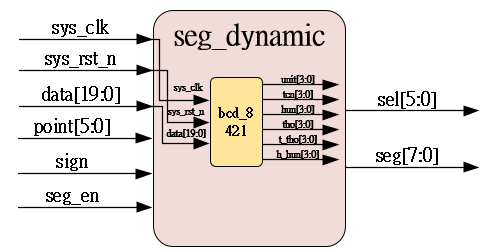 seg_dynamic
sys_clk
sys_rst_n
data[19:0]
point[5:0]
sign
seg_en
sys_clk
sys_rst_n
data[19:0]
bcd_8
421
unit[3:0]
ten[3:0]
hun[3:0]
tho[3:0]
t_tho[3:0]
h_hun[3:0]
sel[5:0]
seg[7:0]